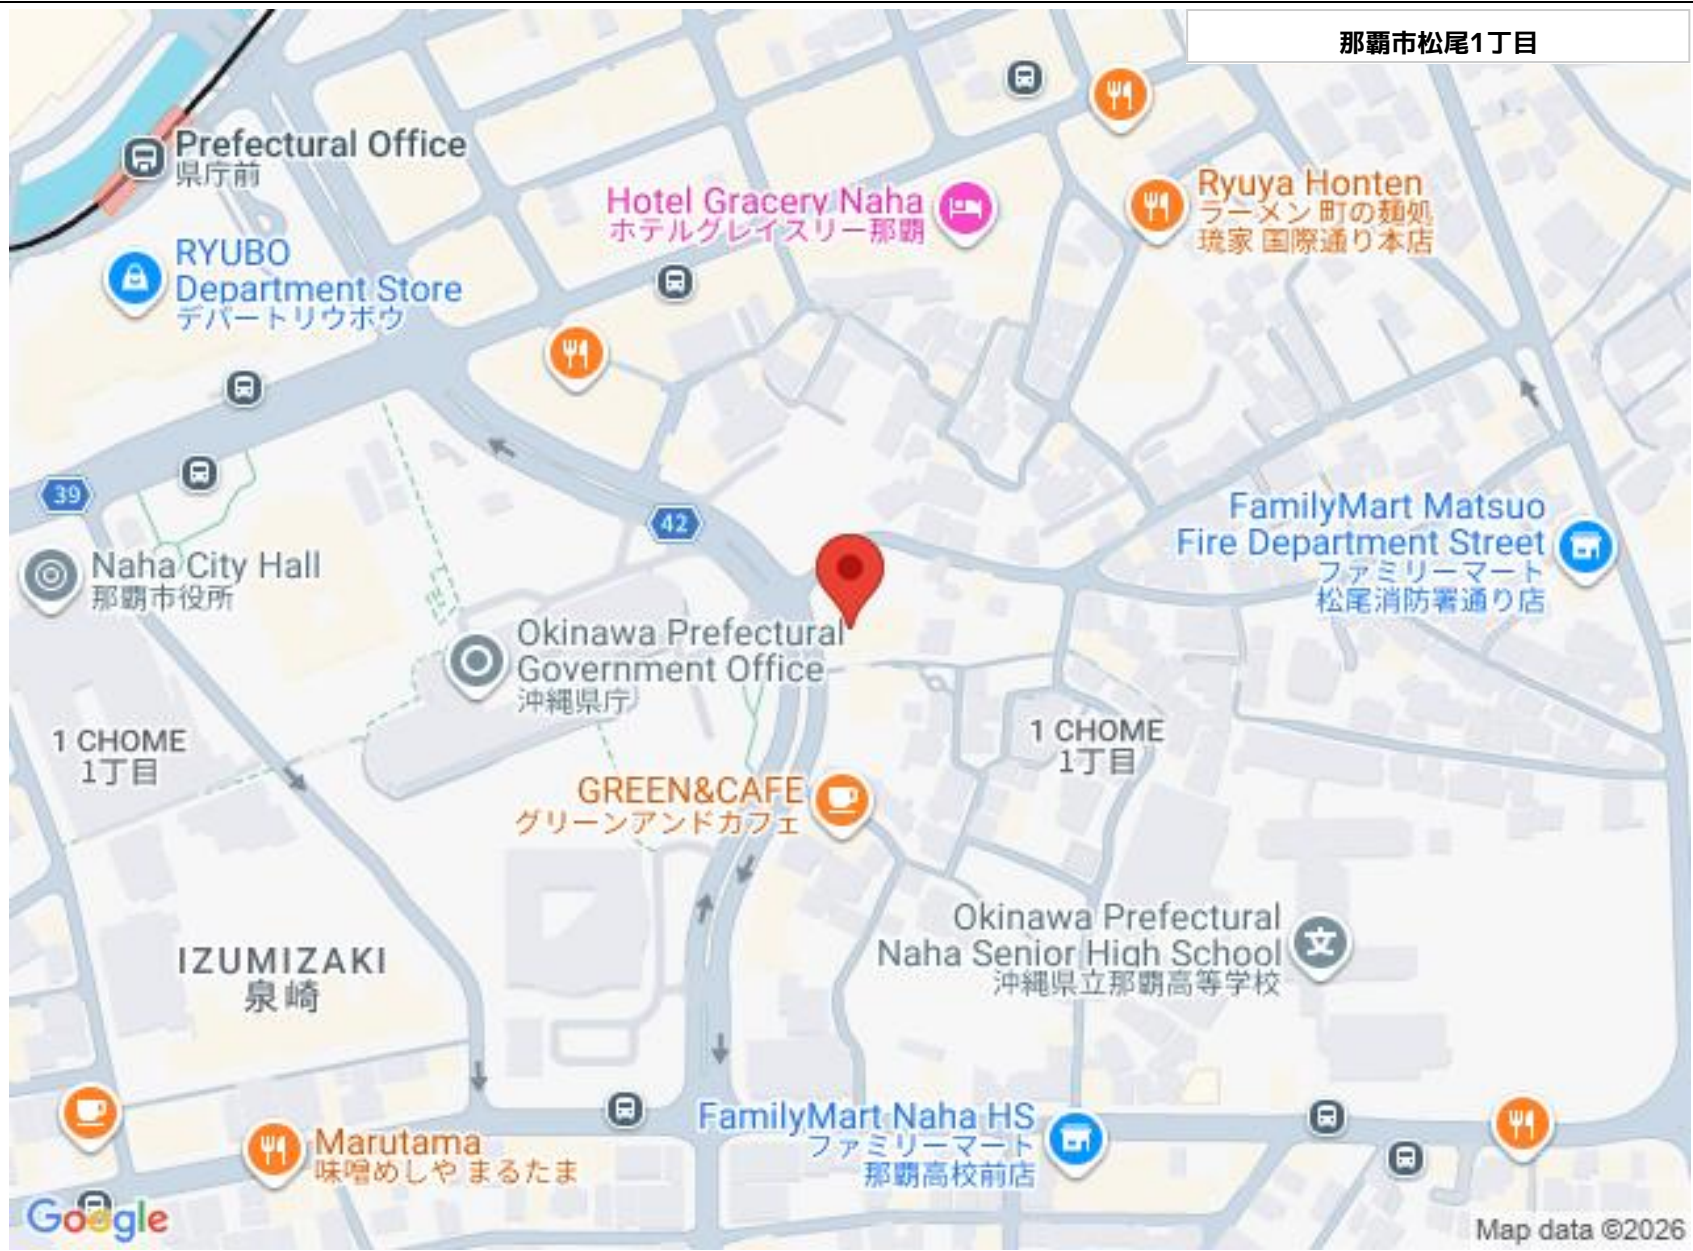 那覇市松尾1丁目
Prefectural Office
県庁前
Hotel Gracery Naha
ホテルグレイスリー那覇
Ryuya Honten
ラーメン 町の麺処
琉家 国際通り本店
RYUBO
Department Store
デパートリウボウ
39
42
FamilyMart Matsuo
Fire Department Street
ファミリーマート
松尾消防署通り店
Naha City Hall
那覇市役所
Okinawa Prefectural
Government Office
沖縄県庁
1 CHOME
1丁目
1 CHOME
1丁目
GREEN&CAFE
グリーンアンドカフェ
Okinawa Prefectural
Naha Senior High School
沖縄県立那覇高等学校
文
IZUMIZAKI
泉崎
FamilyMart Naha HS
ファミリーマート
那覇高校前店
Marutama
味噌めしや まるたま
Google
Map data ©2026